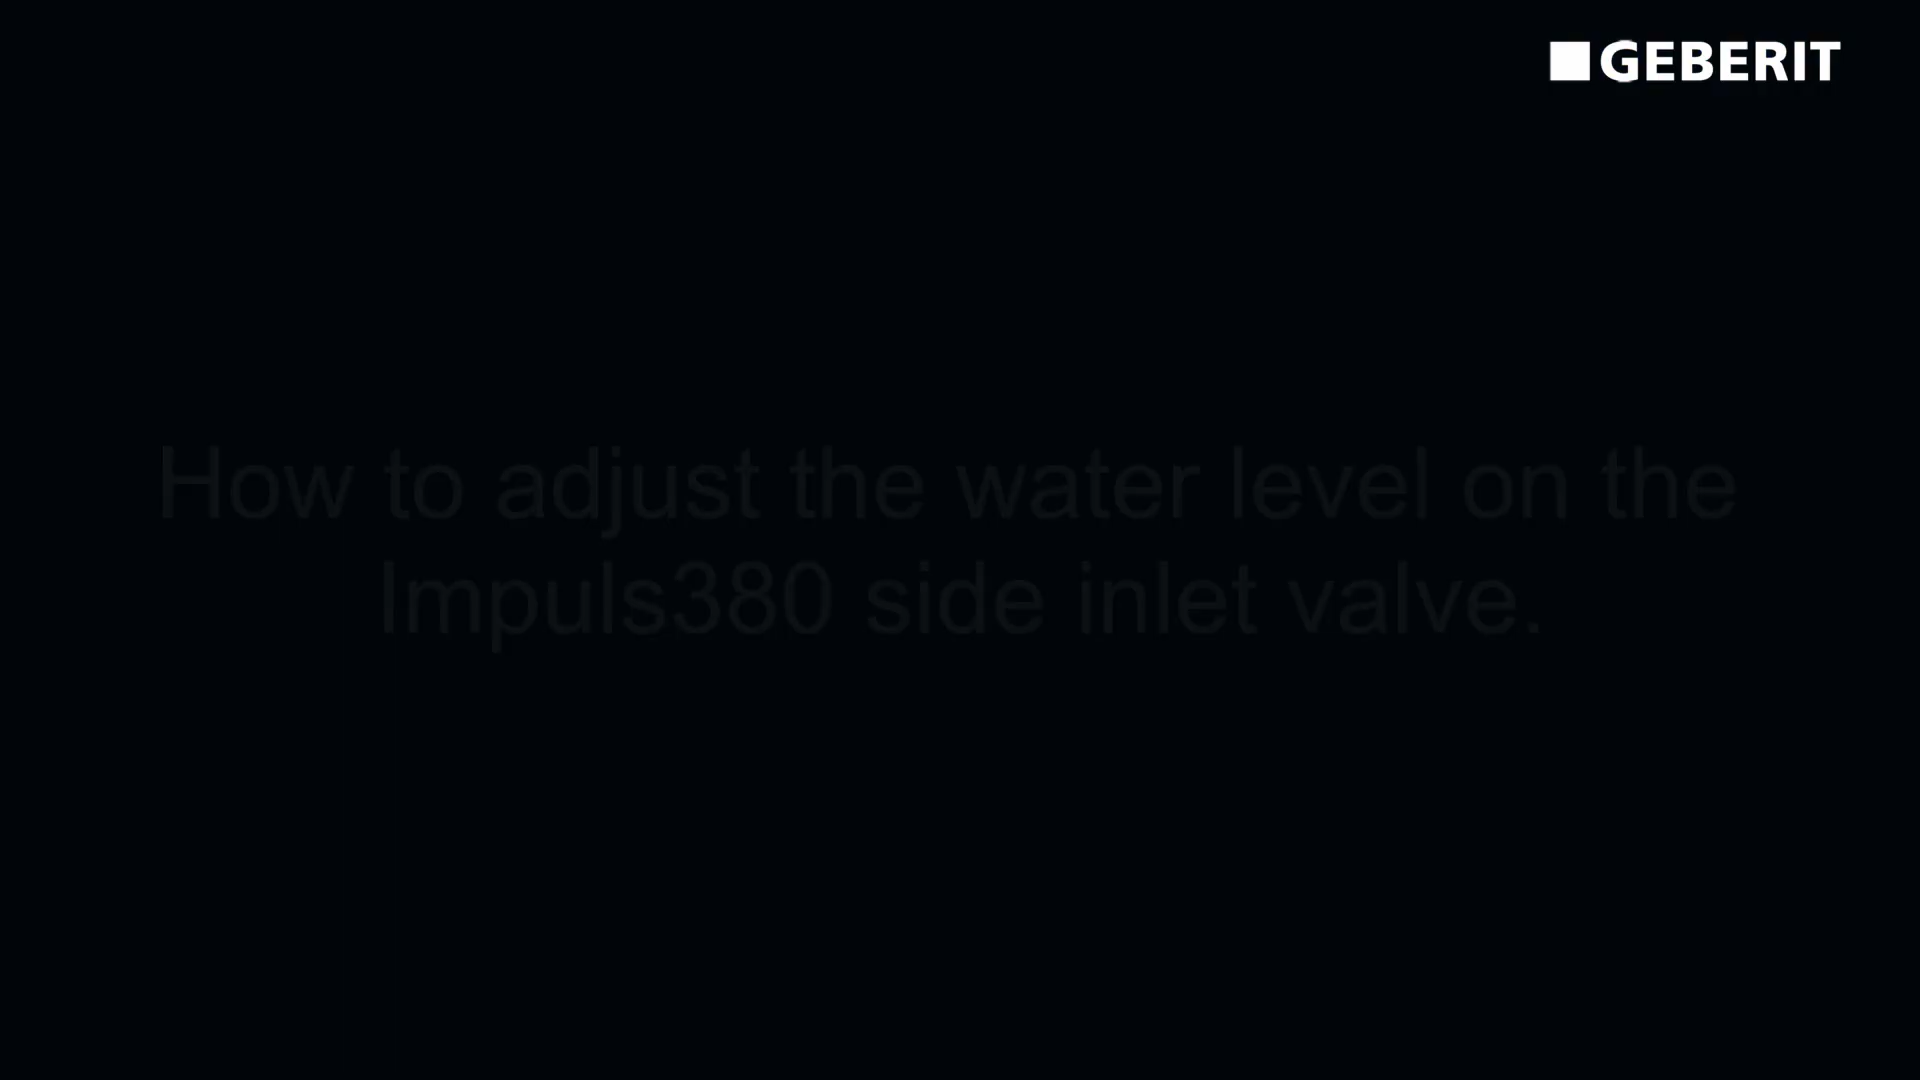 GEBERIT
How to adjust the water level on the
Impuls380 side inlet valve.